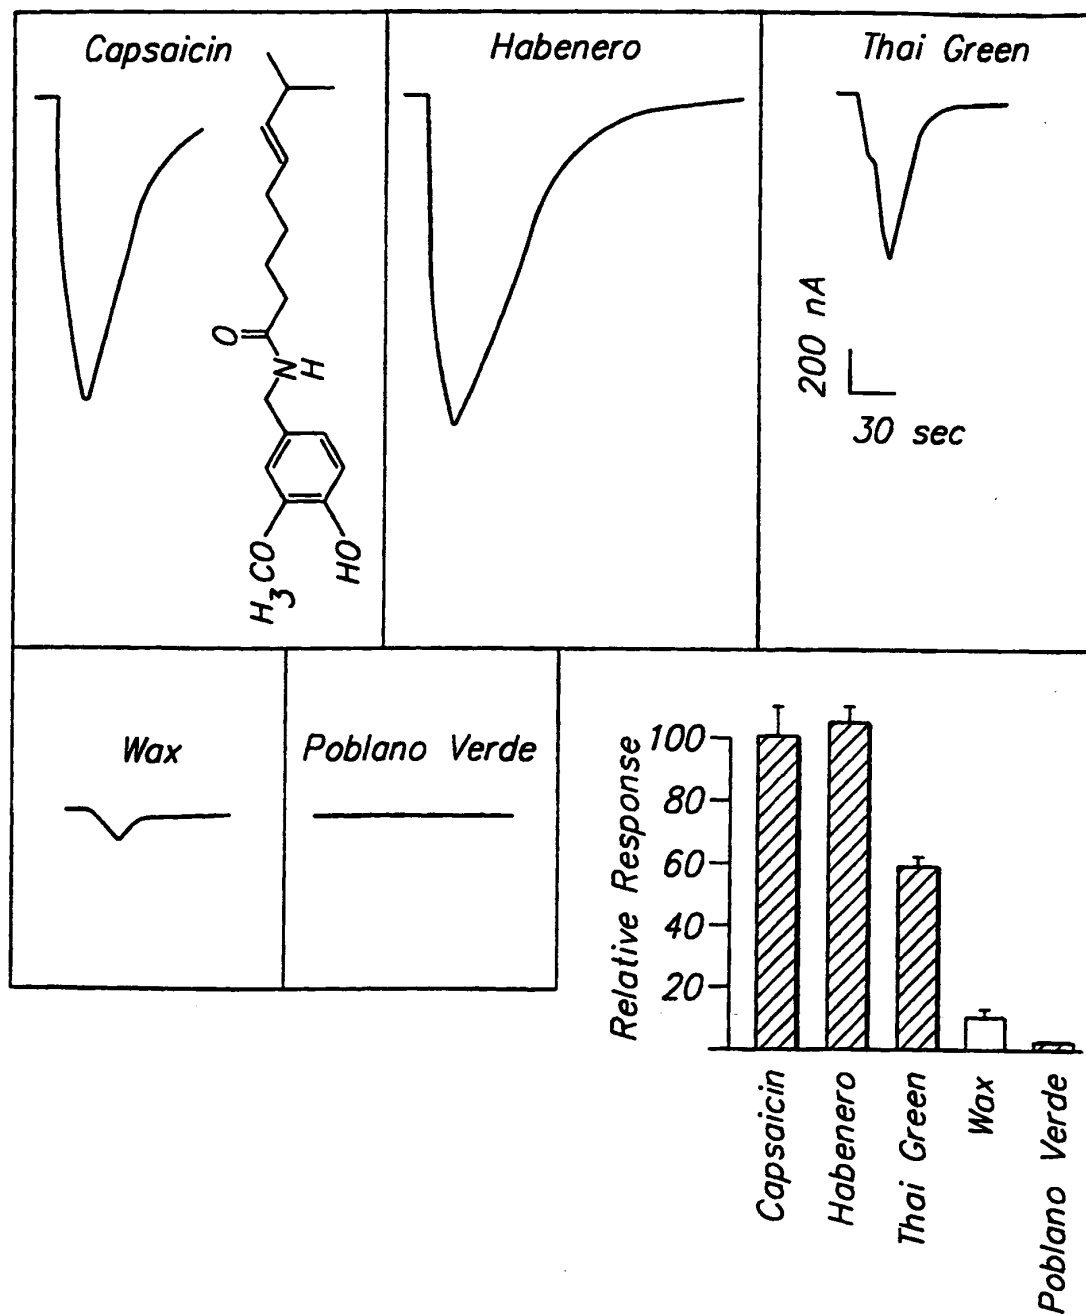 Capsaicin
Habenero
Thai Green
O
N
H
H3CO
HO
200 nA
30 sec
Wax
Poblano Verde
Relative Response
100
80
60
40
20
Capsaicin
Habenero
Thai Green
Wax
Poblano Verde